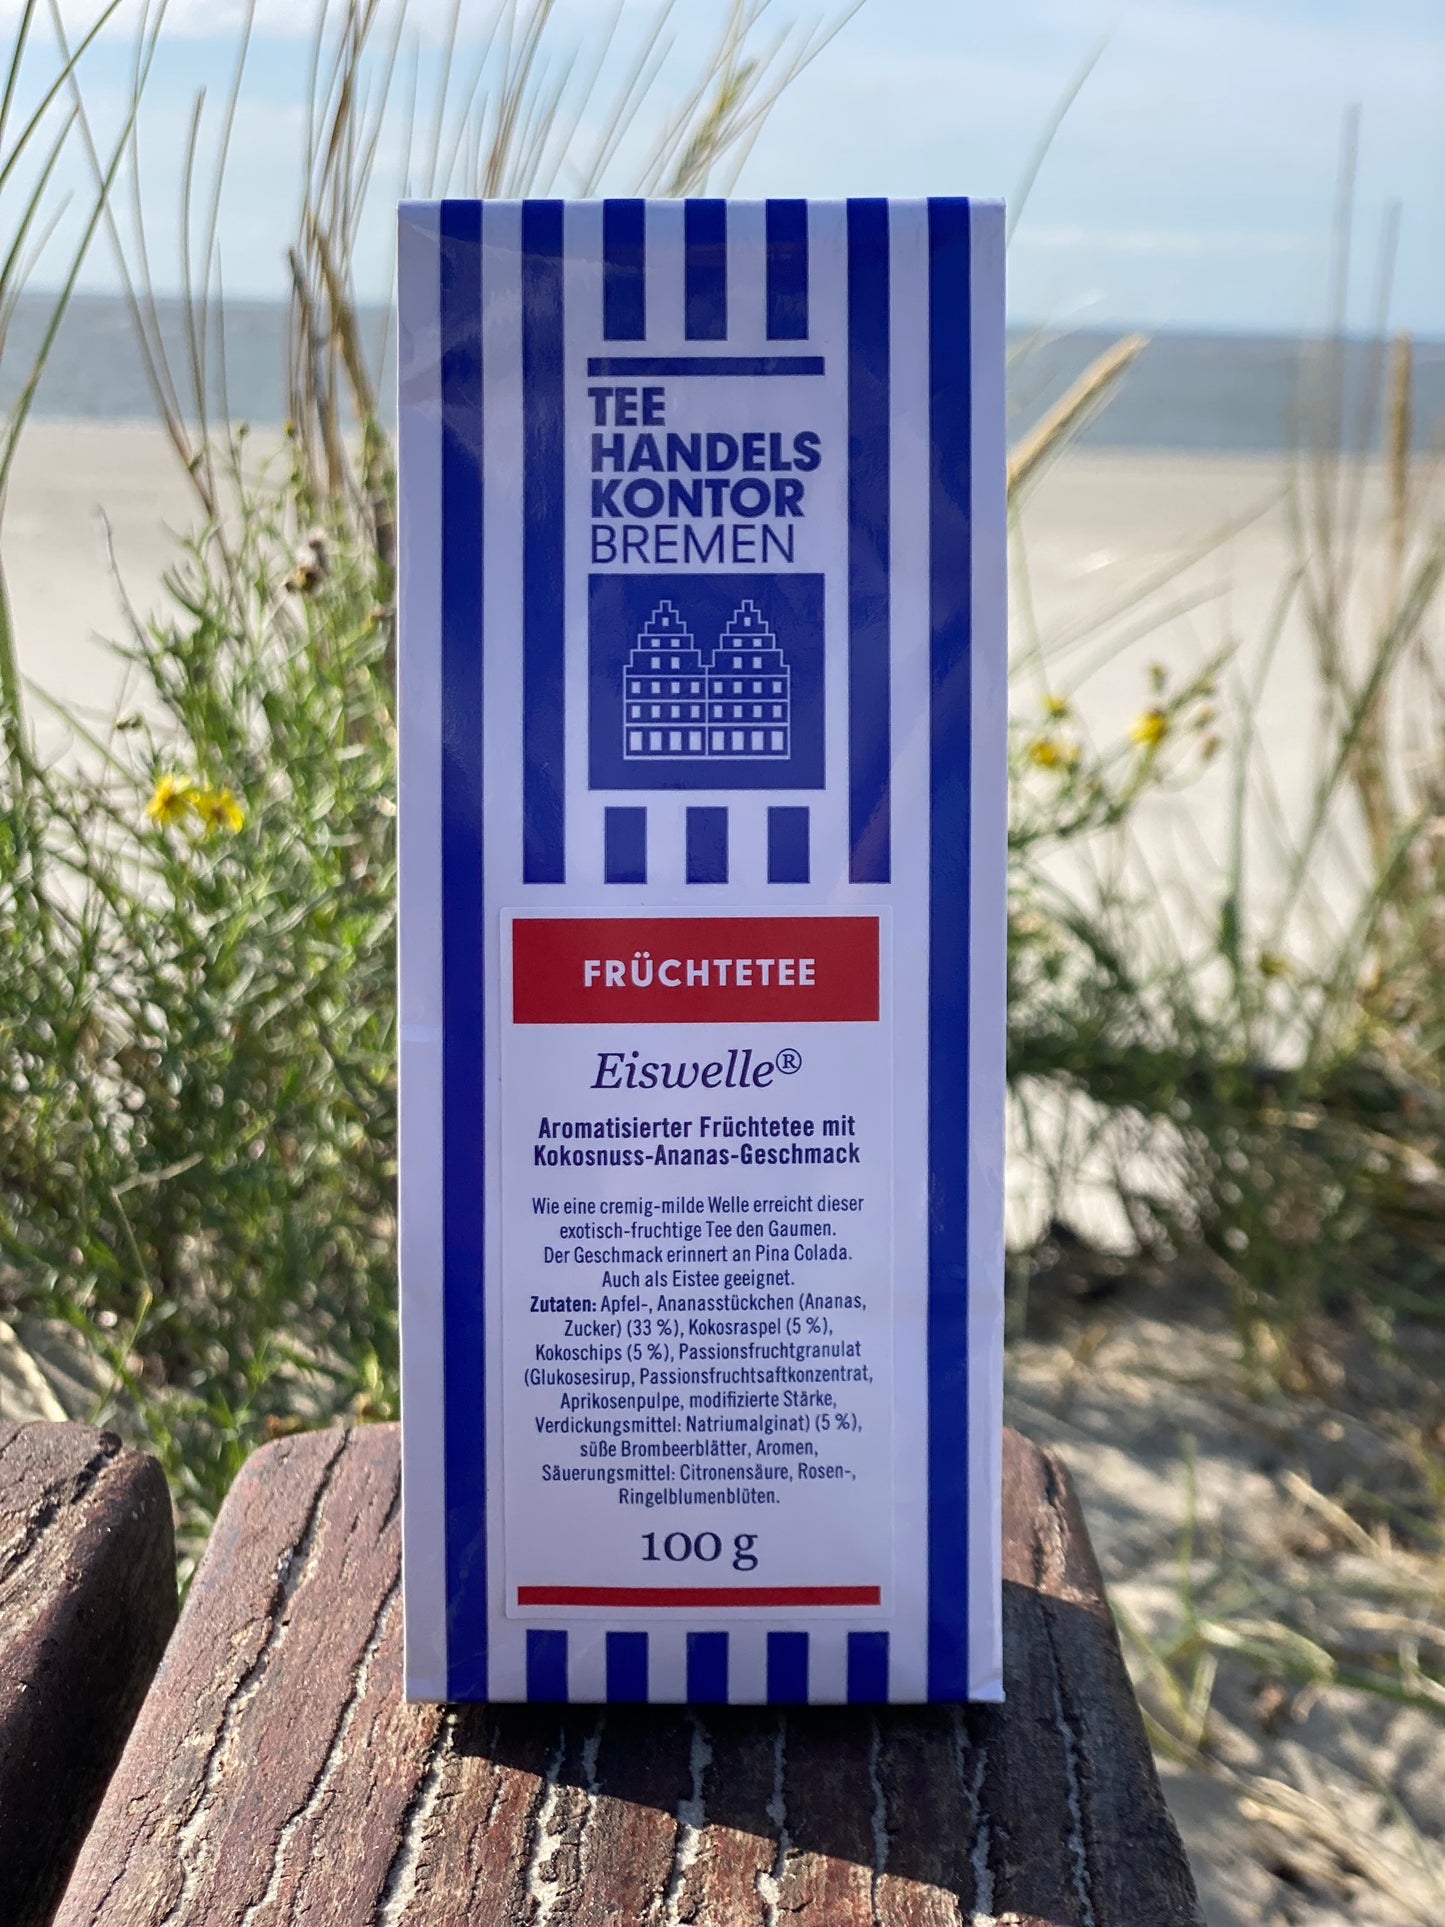 TEE
HANDELS
KONTOR
BREMEN
FRÜCHTETEE
Eiswelle®
Aromatisierter Früchtetee mit
Kokosnuss-Ananas-Geschmack
Wie eine cremig-milde Welle erreicht dieser
exotisch-fruchtige Tee den Gaumen.
Der Geschmack erinnert an Pina Colada.
Auch als Eistee geeignet.
Zutaten: Apfel-, Ananasstückchen (Ananas,
Zucker) (33 %), Kokosraspel (5 %),
Kokoschips (5 %), Passionsfruchtgranulat
(Glukosesirup, Passionsfruchtsaftkonzentrat,
Aprikosenpulpe, modifizierte Stärke,
Verdickungsmittel: Natriumalginat) (5 %),
süße Brombeerblätter, Aromen,
Säuerungsmittel: Citronensäure, Rosen-,
Ringelblumenblüten.
100 g